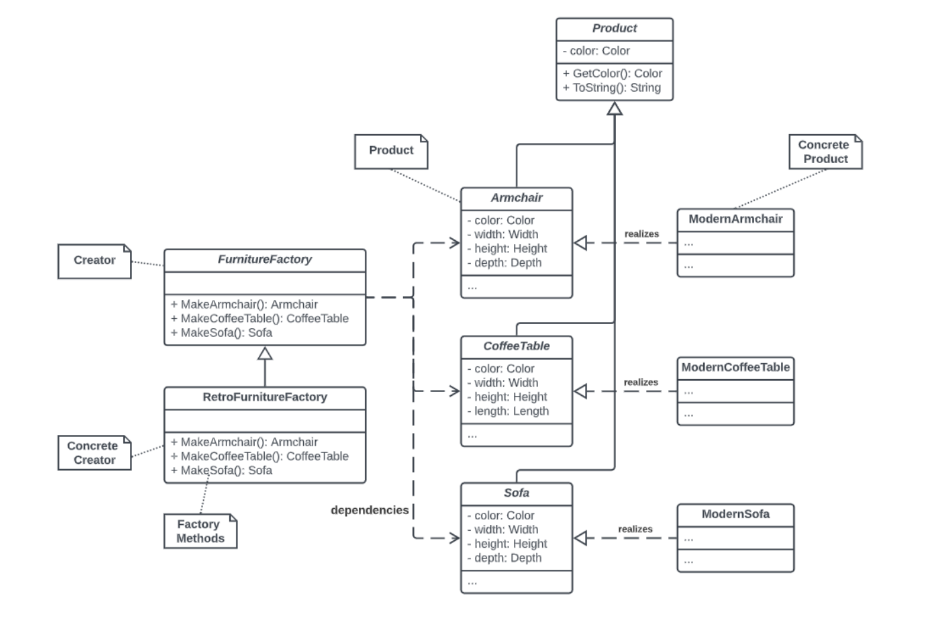 Product
- color: Color
+ GetColor(): Color
+ ToString(): String
Product
Concrete
Product
Armchair
- color: Color
- width: Width
- height: Height
- depth: Depth
...
realizes
ModernArmchair
...
...
Creator
FurnitureFactory
+ MakeArmchair(): Armchair
+ MakeCoffeeTable(): CoffeeTable
+ MakeSofa(): Sofa
CoffeeTable
- color: Color
- width: Width
- height: Height
- length: Length
...
realizes
ModernCoffeeTable
...
...
RetroFurnitureFactory
+ MakeArmchair(): Armchair
+ MakeCoffeeTable(): CoffeeTable
+ MakeSofa(): Sofa
Concrete
Creator
Factory
Methods
dependencies
Sofa
- color: Color
- width: Width
- height: Height
- depth: Depth
...
realizes
ModernSofa
...
...